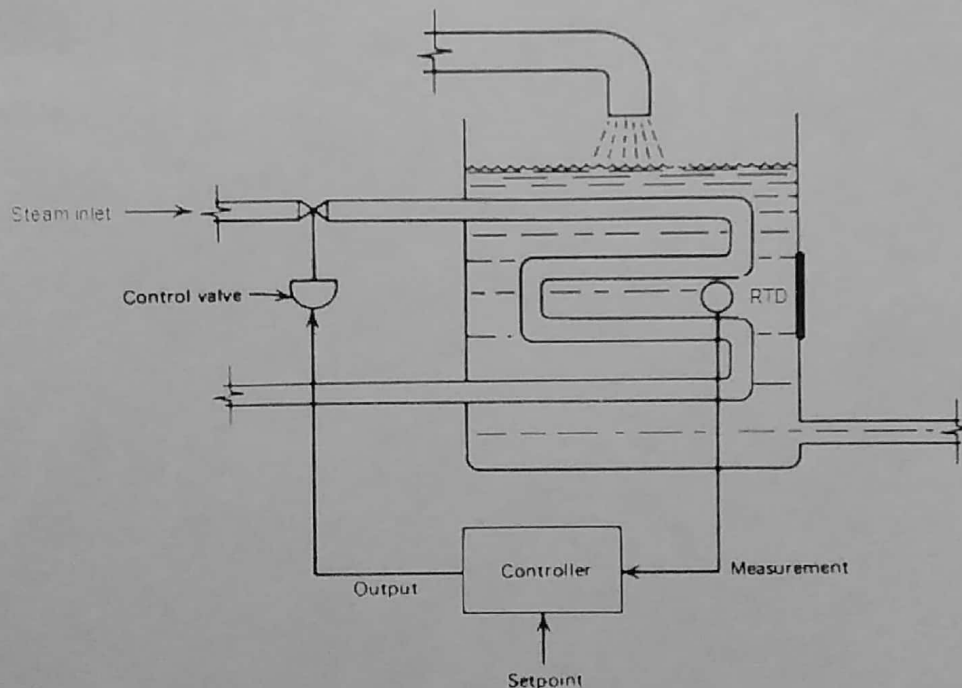 Steam inlet
RTD
Control valve
Controller
Measurement
Output
Setpoint